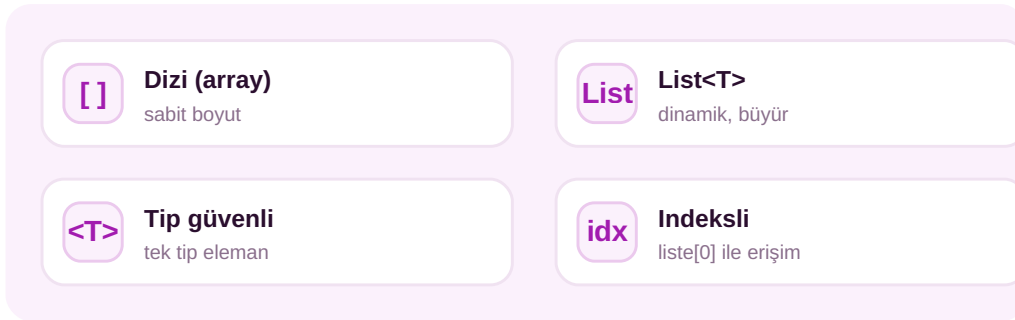 [ ]
Dizi (array)
sabit boyut
List
List<T>
dinamik, büyür
<T>
Tip güvenli
tek tip eleman
idx
Indeksli
liste[0] ile erişim